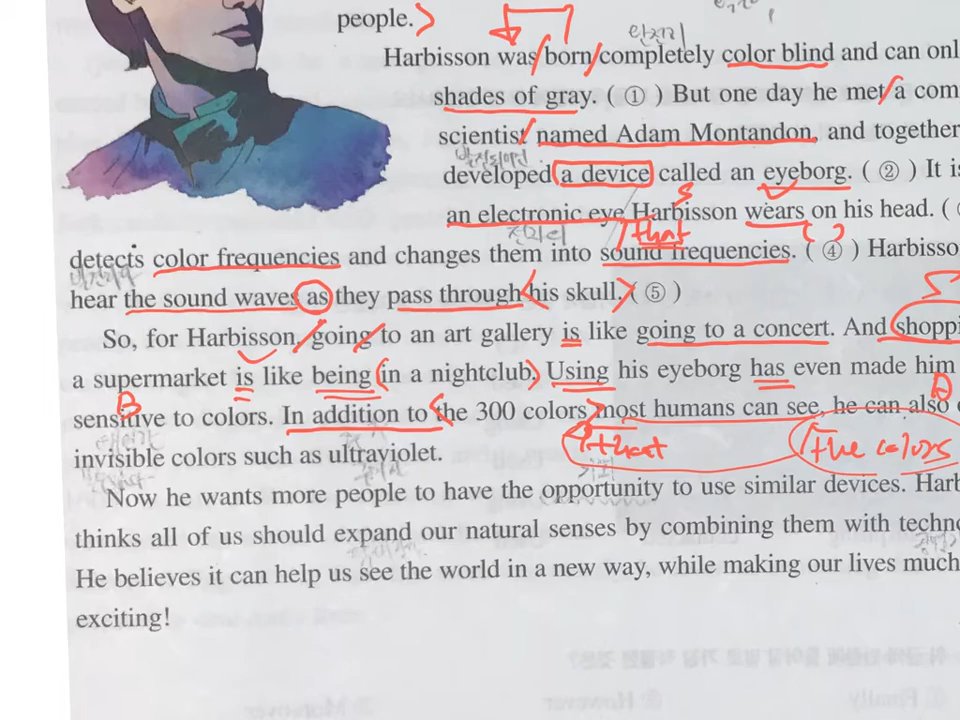 people.
Harbisson was born completely color blind and can onl
shades of gray. ( ① ) But one day he met a com
scientist named Adam Montandon, and together
developed a device called an eyeborg. ( ② ) It is
an electronic eye Harbisson wears on his head. (
that
detects color frequencies and changes them into sound frequencies. ( ④ ) Harbisso
hear the sound waves as they pass through his skull. ( ⑤ )
So, for Harbisson, going to an art gallery is like going to a concert. And shoppi
a supermarket is like being in a nightclub. Using his eyeborg has even made him
sensitive to colors. In addition to the 300 colors most humans can see, he can also
that the colors
invisible colors such as ultraviolet.
Now he wants more people to have the opportunity to use similar devices. Harb
thinks all of us should expand our natural senses by combining them with techno
He believes it can help us see the world in a new way, while making our lives much
exciting!